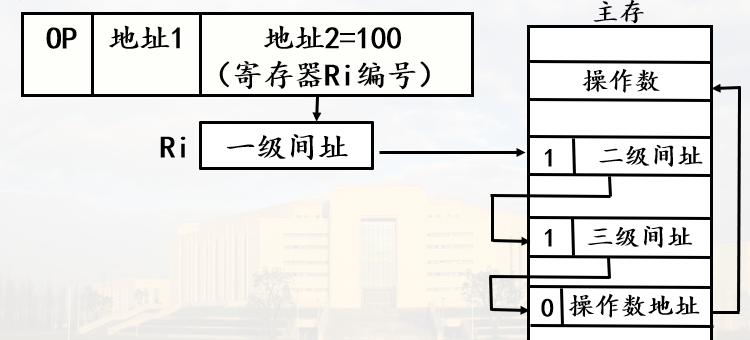 主存
OP 地址1 地址2=100
（寄存器Ri编号）
操作数
Ri 一级间址
1 二级间址
1 三级间址
0 操作数地址